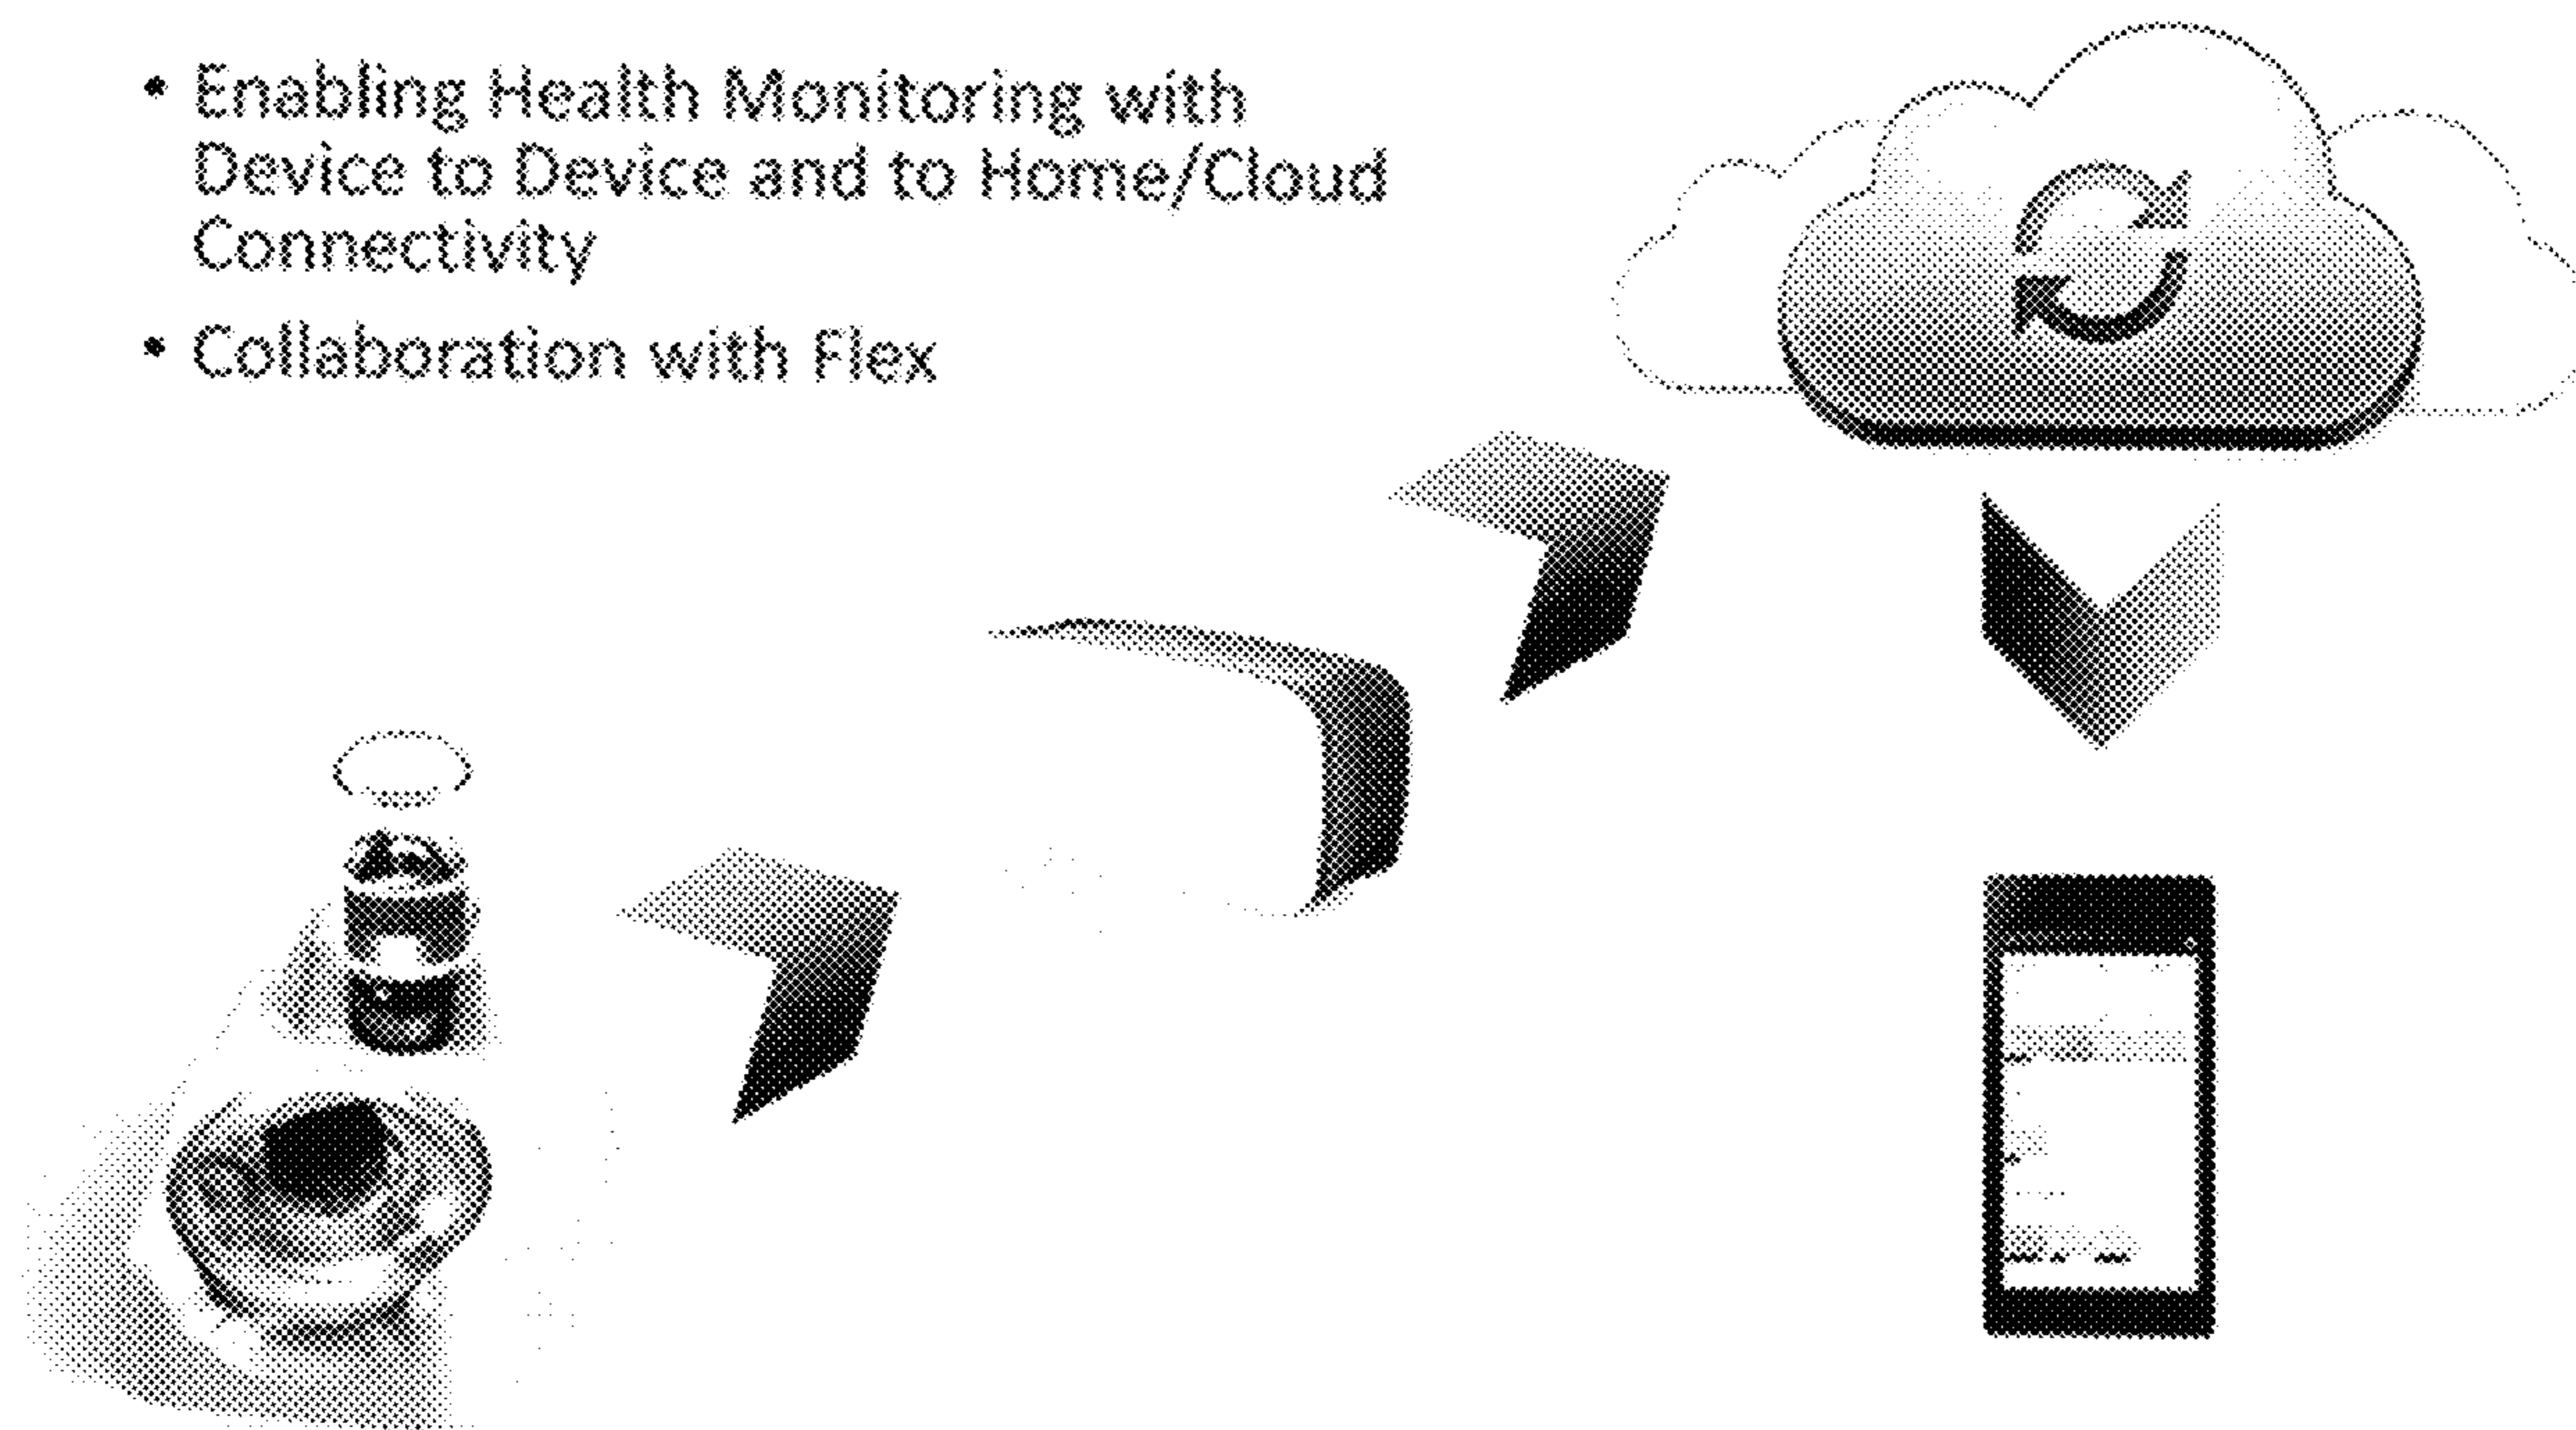 • Enabling Health Monitoring with
Device to Device and to Home/Cloud
Connectivity
• Collaboration with Flex